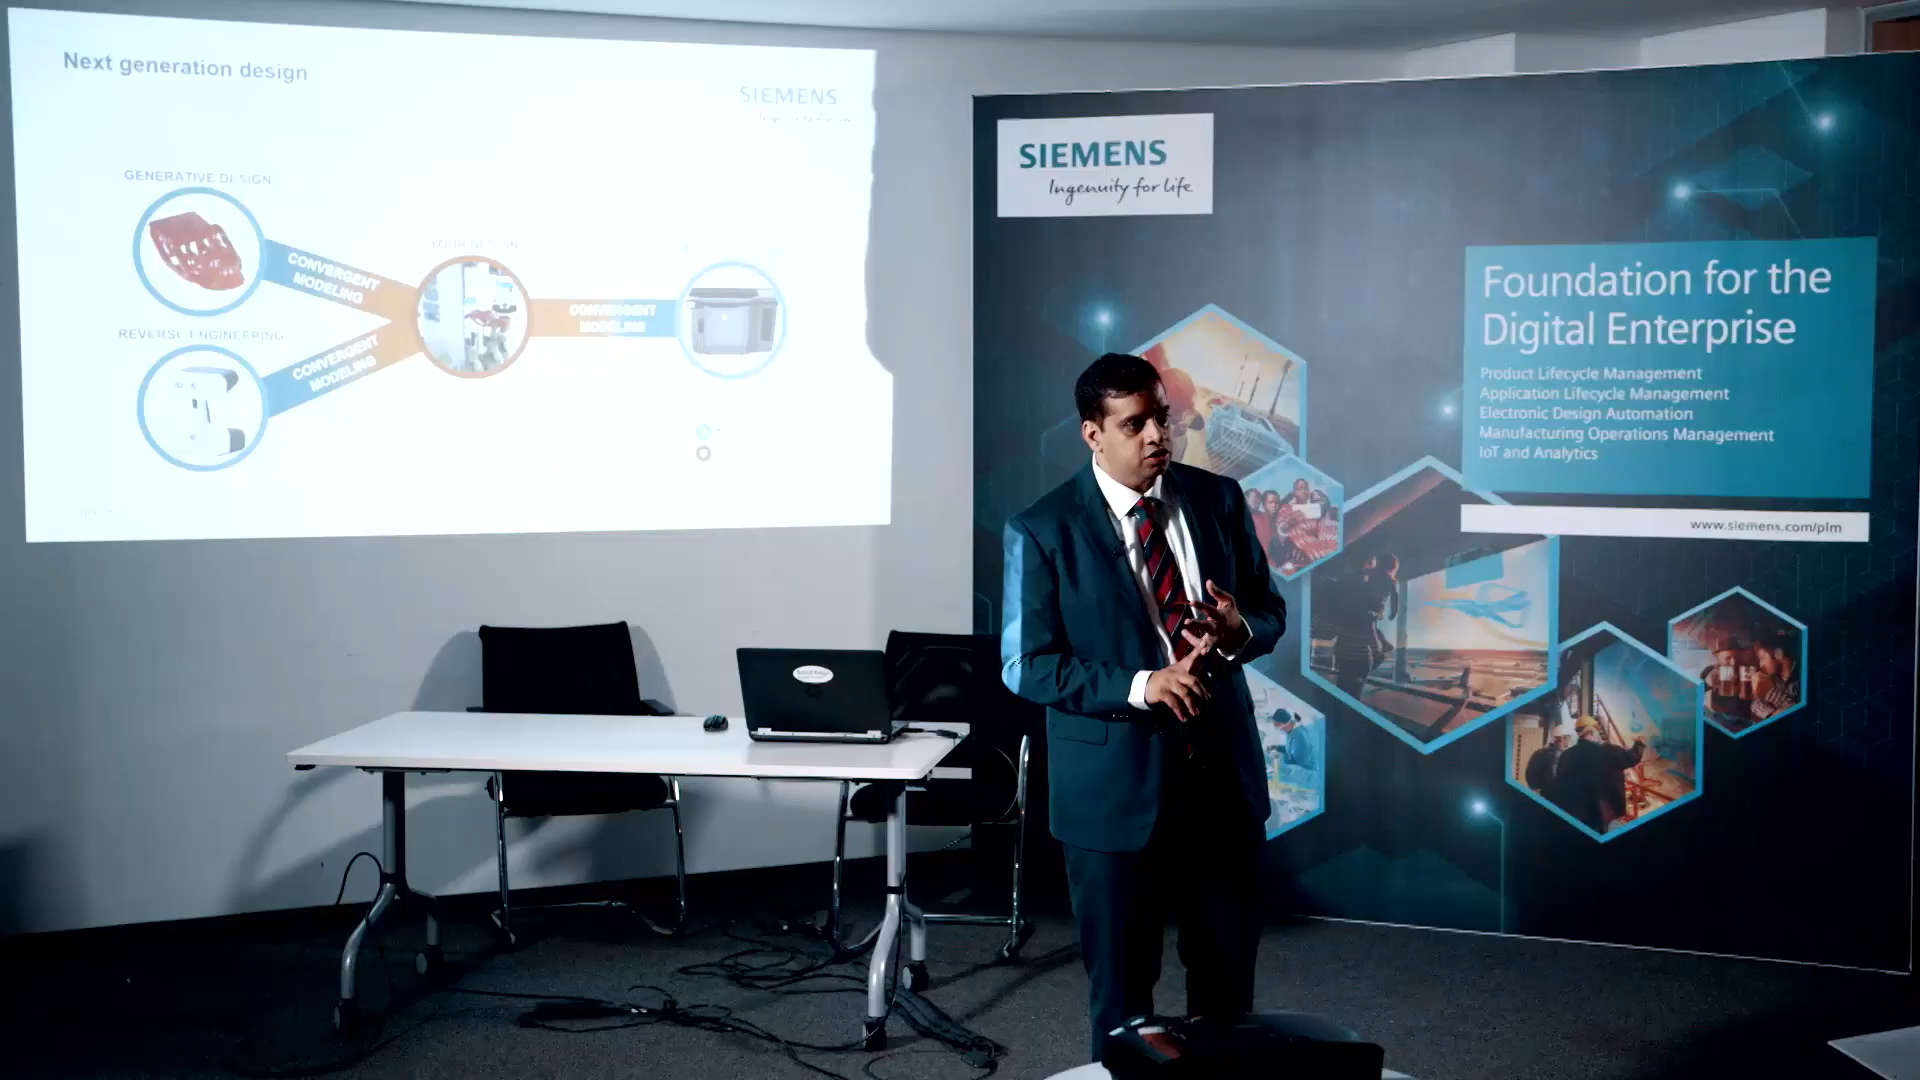 Next generation design
SIEMENS
GENERATIVE DESIGN
CONVERGENT
MODELING
YOUR DESIGN
CONVERGENT
MODELING
REVERSE ENGINEERING
CONVERGENT
MODELING
SIEMENS
Ingenuity for life
Foundation for the
Digital Enterprise
Product Lifecycle Management
Application Lifecycle Management
Electronic Design Automation
Manufacturing Operations Management
IoT and Analytics
www.siemens.com/plm